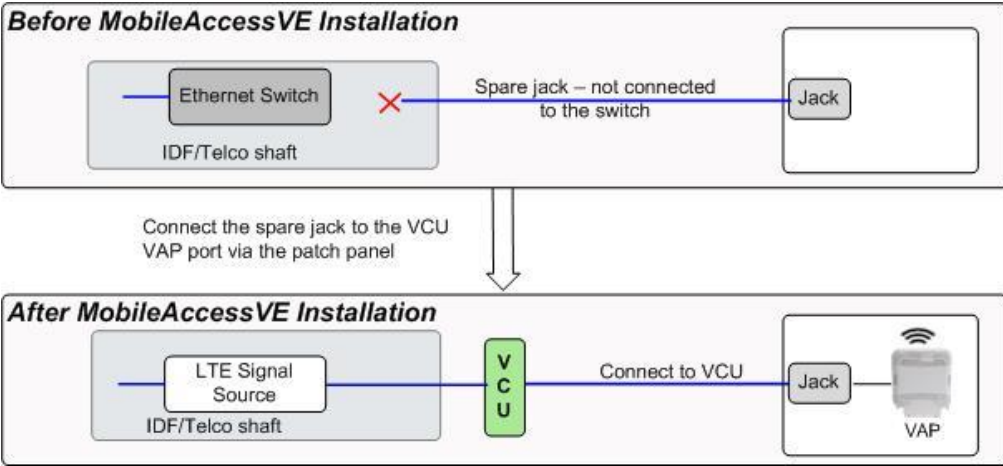 Before MobileAccessVE Installation
Ethernet Switch
IDF/Telco shaft
Spare jack – not connected
to the switch
Jack
Connect the spare jack to the VCU
VAP port via the patch panel
After MobileAccessVE Installation
LTE Signal
Source
IDF/Telco shaft
V
C
U
Connect to VCU
Jack
VAP